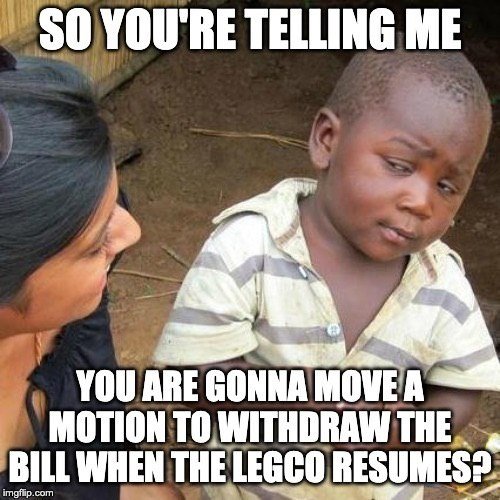 SO YOU'RE TELLING ME
YOU ARE GONNA MOVE A
MOTION TO WITHDRAW THE
BILL WHEN THE LEGCO RESUMES?
imgflip.com